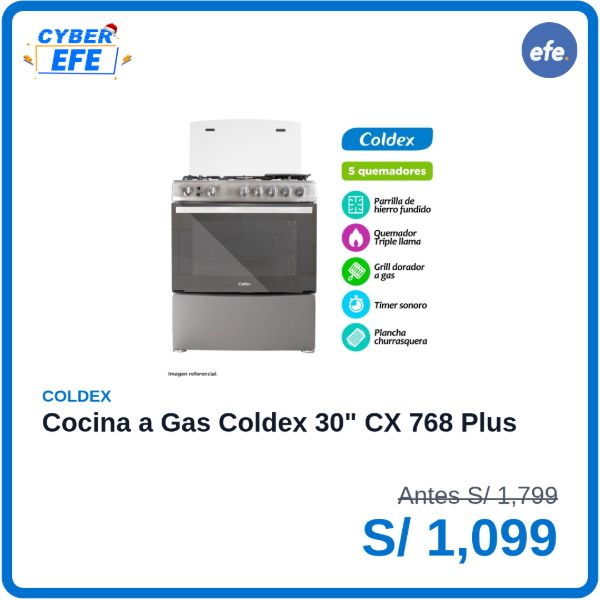 CYBER
EFE
efe.
Coldex
5 quemadores
Parrilla de
hierro fundido
Quemador
Triple llama
Grill dorador
a gas
Timer sonoro
Plancha
churrasquera
Coldex
Imagen referencial.
COLDEX
Cocina a Gas Coldex 30" CX 768 Plus
Antes S/ 1,799
S/ 1,099